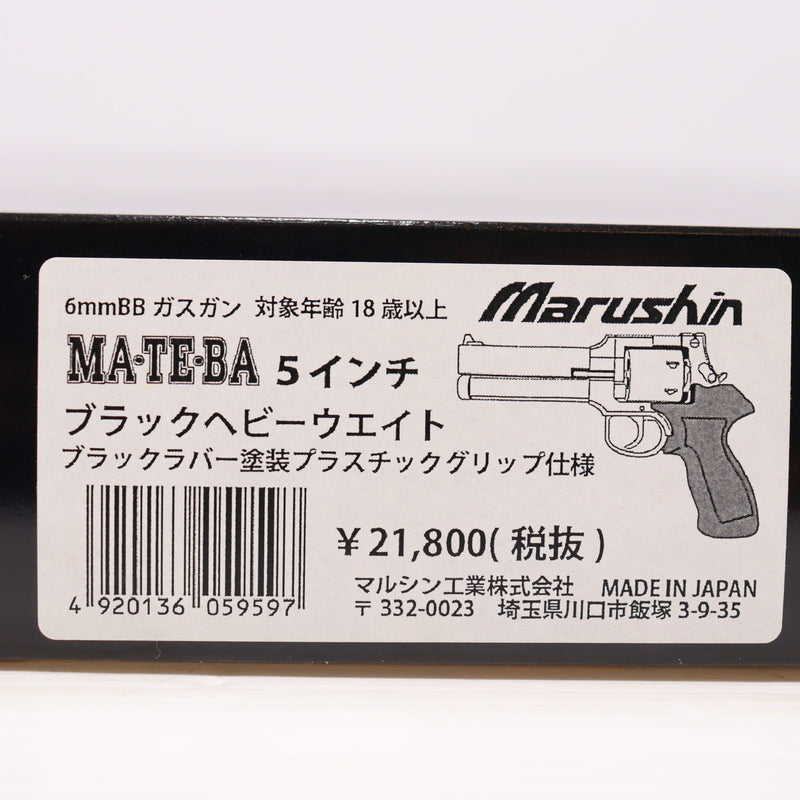 6mmBB ガスガン 対象年齢 18 歳以上
Marushin
MA・TE・BA 5インチ
ブラックヘビーウエイト
ブラックラバー塗装プラスチックグリップ仕様
¥21,800(税抜)
マルシン工業株式会社 MADE IN JAPAN
〒332-0023 埼玉県川口市飯塚 3-9-35
4 920136 059597